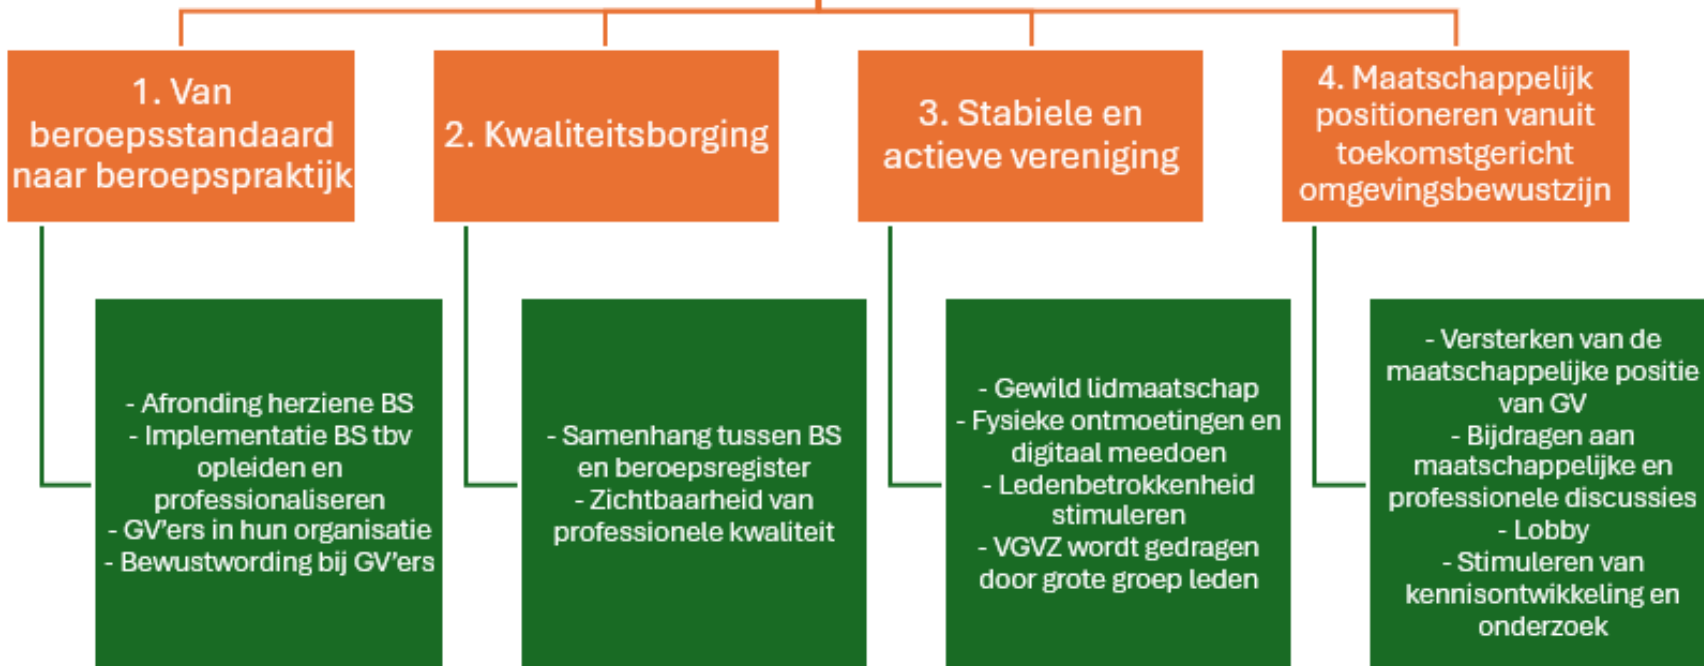 1. Van
beroepsstandaard
naar beroepspraktijk
2. Kwaliteitsborging
3. Stabiele en
actieve vereniging
4. Maatschappelijk
positioneren vanuit
toekomstgericht
omgevingsbewustzijn
- Afronding herziene BS
- Implementatie BS tbv
opleiden en
professionaliseren
- GV’ers in hun organisatie
- Bewustwording bij GV’ers
- Samenhang tussen BS
en beroepsregister
- Zichtbaarheid van
professionele kwaliteit
- Gewild lidmaatschap
- Fysieke ontmoetingen en
digitaal meedoen
- Ledenbetrokkenheid
stimuleren
- VGVZ wordt gedragen
door grote groep leden
- Versterken van de
maatschappelijke positie
van GV
- Bijdragen aan
maatschappelijke en
professionele discussies
- Lobby
- Stimuleren van
kennisontwikkeling en
onderzoek